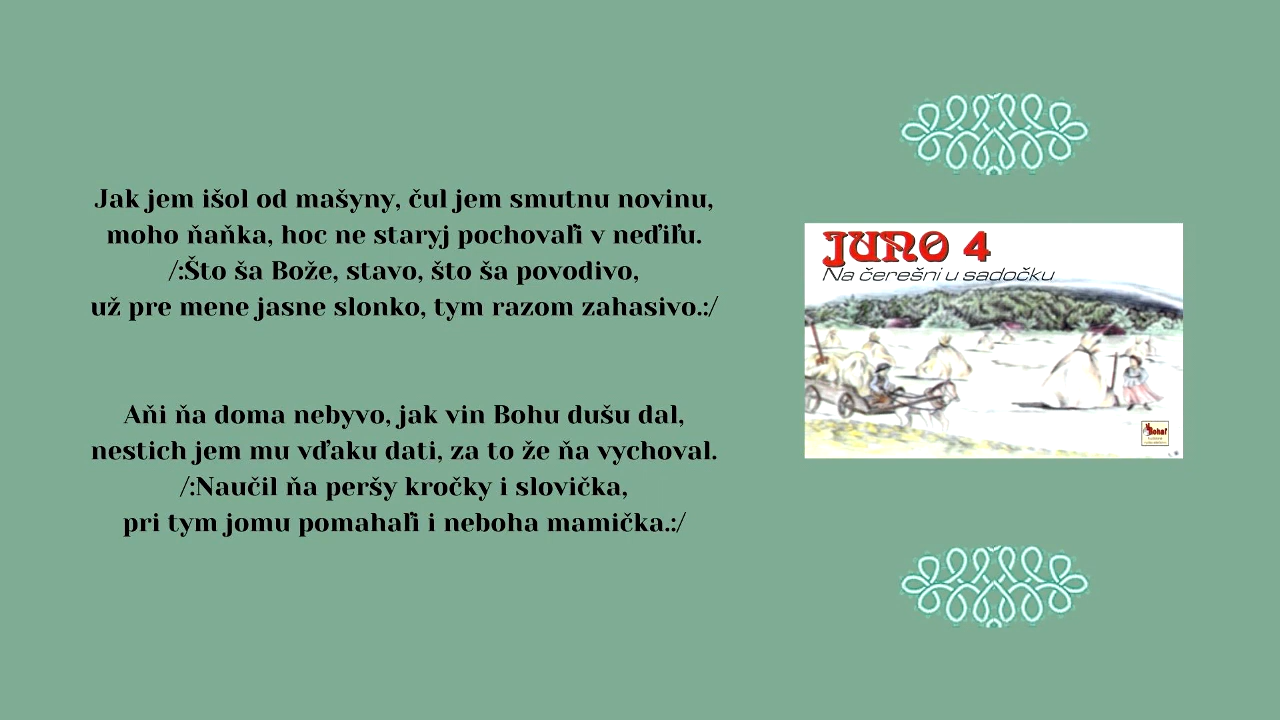 Jak jem išol od mašyny, čul jem smutnu novinu,
moho ňaňka, hoc ne staryj pochovaľi v neďiľu.
/:Što ša Bože, stavo, što ša povodivo,
už pre mene jasne slonko, tym razom zahasivo.:/
Aňi ňa doma nebyvo, jak vin Bohu dušu dal,
nestich jem mu vďaku dati, za to že ňa vychoval.
/:Naučil ňa peršy kročky i slovička,
pri tym jomu pomahaľi i neboha mamička.:/
JUNO 4
Na čerešni u sadočku